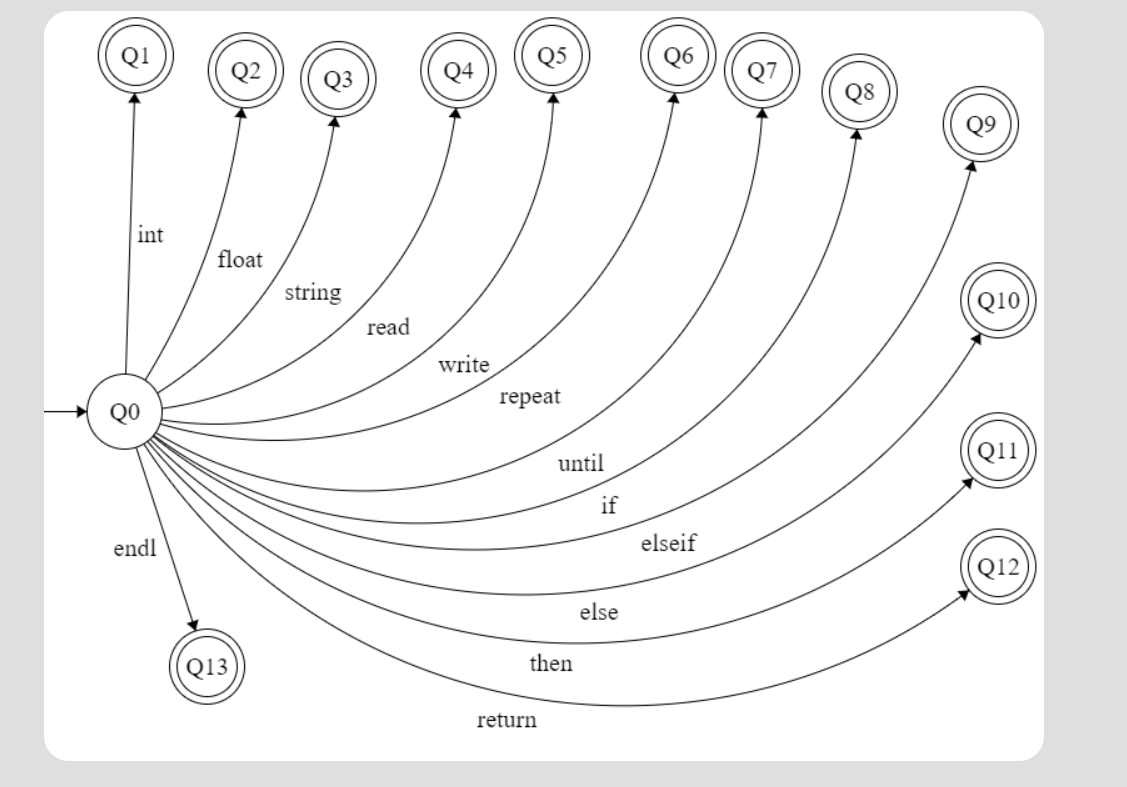 Q1
Q2
Q3
Q4
Q5
Q6
Q7
Q8
Q9
int
float
string
read
write
repeat
until
if
elseif
else
then
return
endl
Q0
Q10
Q11
Q12
Q13